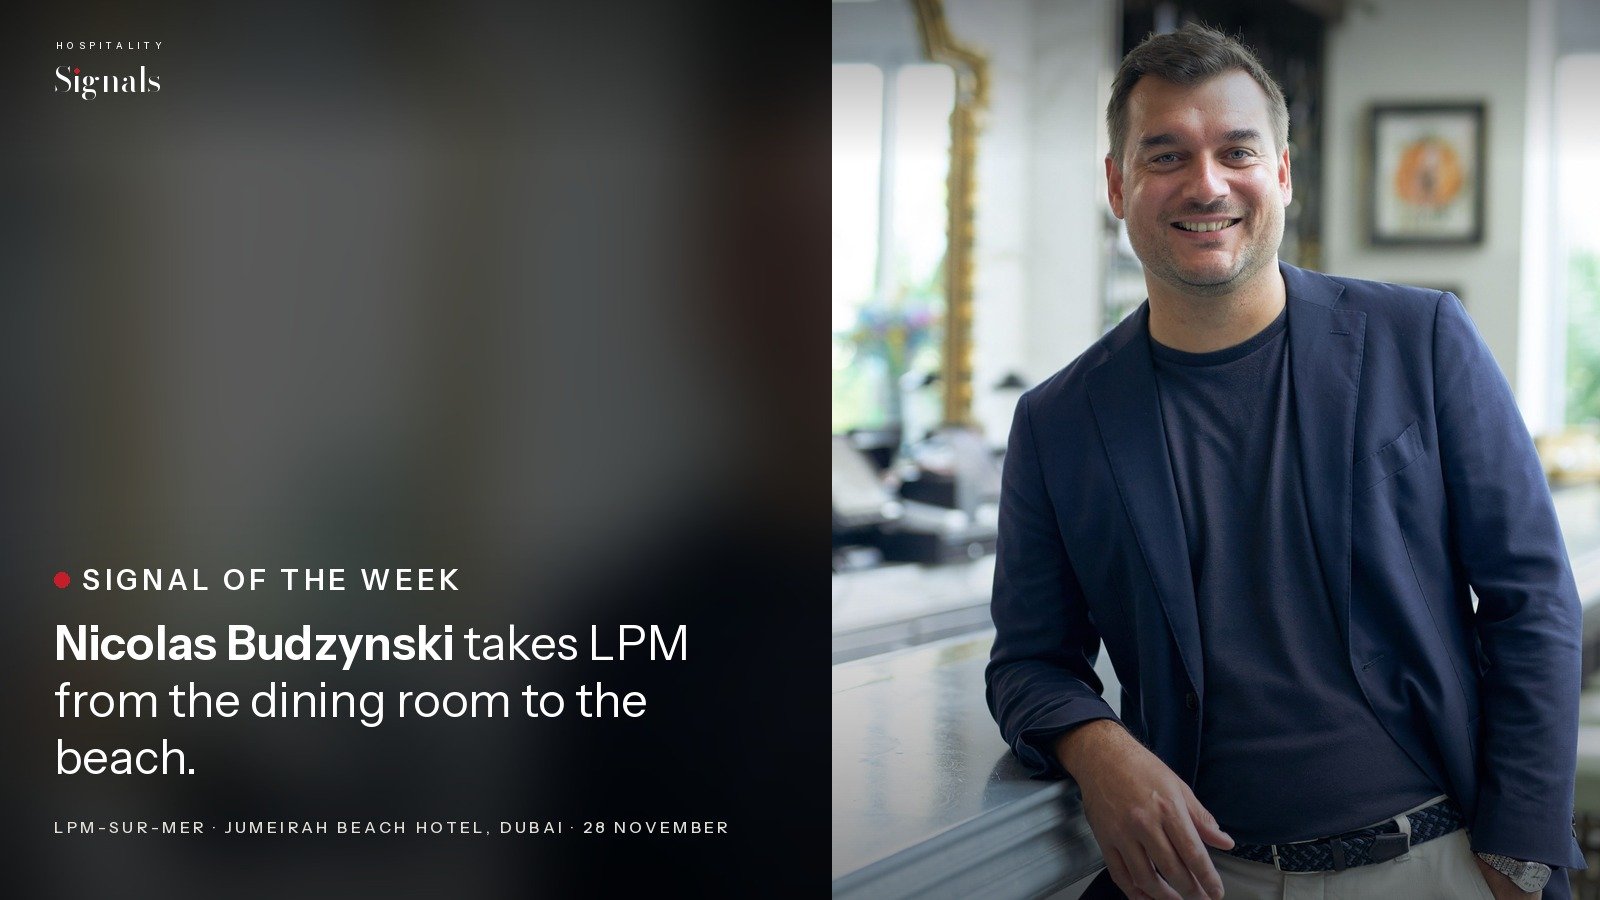 HOSPITALITY
Signals
SIGNAL OF THE WEEK
Nicolas Budzynski takes LPM
from the dining room to the
beach.
LPM-SUR-MER · JUMEIRAH BEACH HOTEL, DUBAI · 28 NOVEMBER